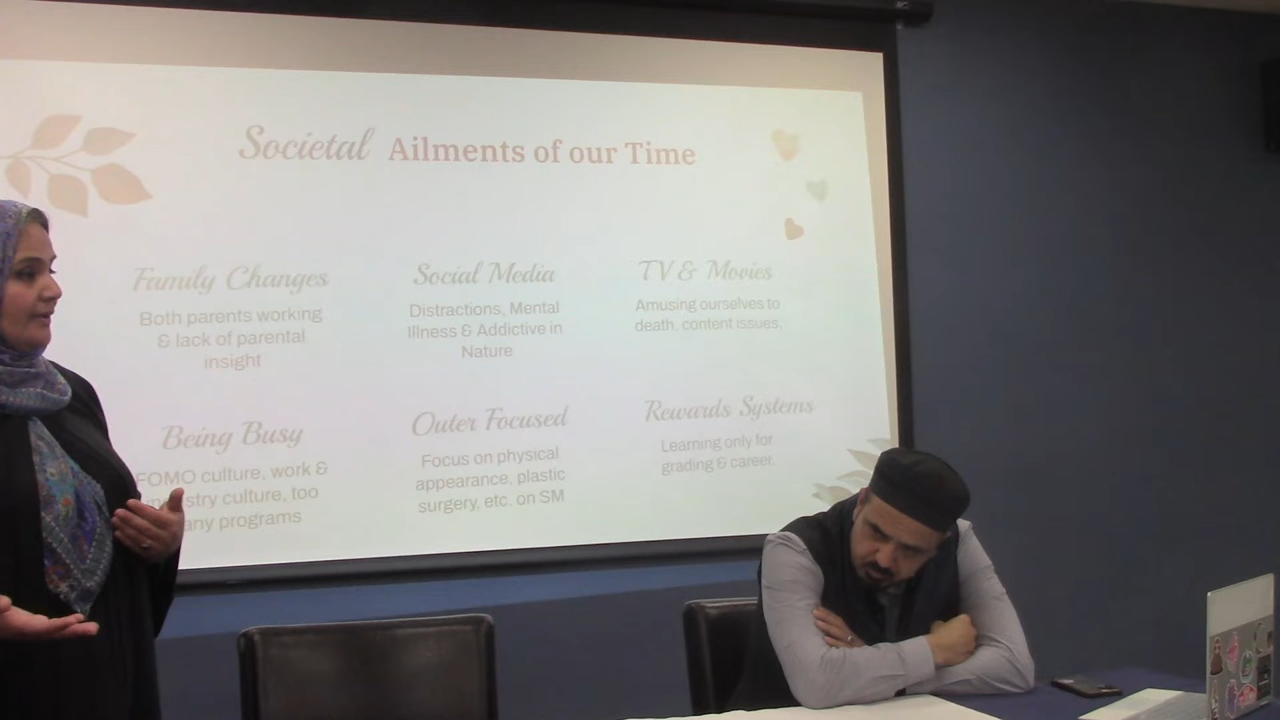 Societal Ailments of our Time
Family Changes
Both parents working
& lack of parental
insight
Social Media
Distractions, Mental
Illness & Addictive in
Nature
TV & Movies
Amusing ourselves to
death, content issues,
Being Busy
FOMO culture, work &
culture, too
programs
Outer Focused
Focus on physical
appearance, plastic
surgery, etc. on SM
Rewards Systems
Learning only for
grading & career.